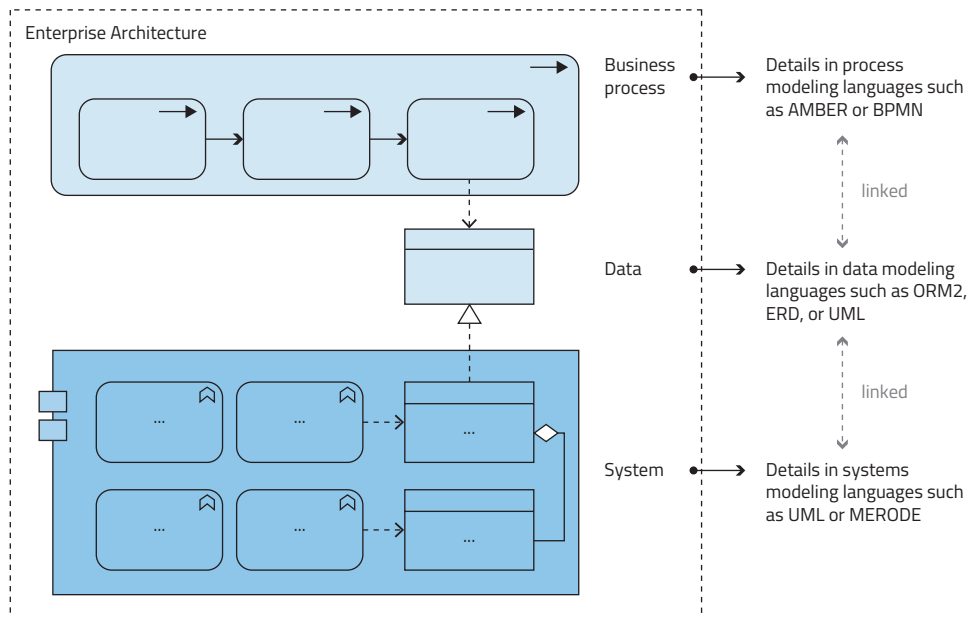 Enterprise Architecture
Business
process
Details in process
modeling languages such
as AMBER or BPMN
linked
Data
Details in data modeling
languages such as ORM2,
ERD, or UML
linked
...
...
...
System
Details in systems
modeling languages such
as UML or MERODE
...
...
...